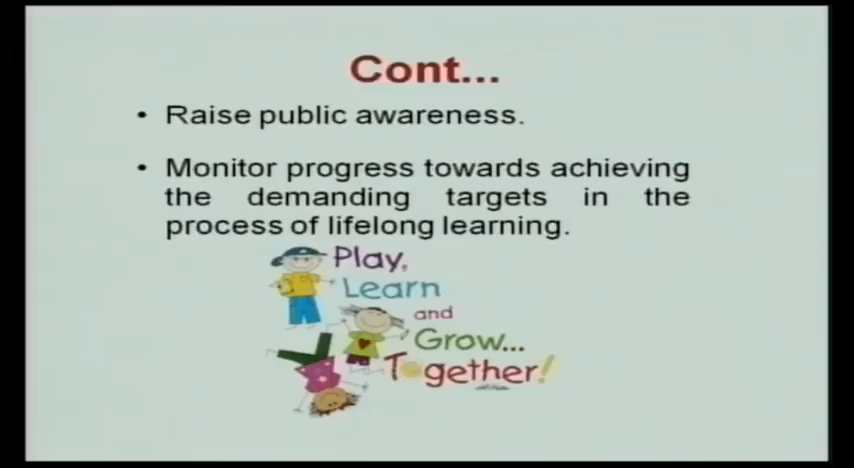 Cont...
• Raise public awareness.
• Monitor progress towards achieving
the demanding targets in the
process of lifelong learning.
Play,
Learn
and
Grow...
Together!